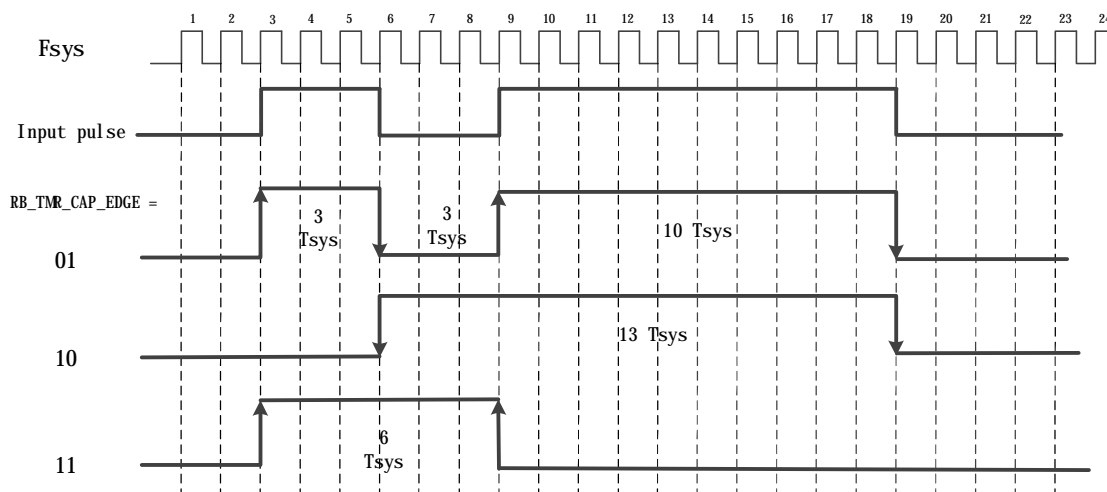 1 2 3 4 5 6 7 8 9 10 11 12 13 14 15 16 17 18 19 20 21 22 23 24
Fsys
Input pulse
RB_TMR_CAP_EDGE =
3
Tsys
3
Tsys
10 Tsys
01
13 Tsys
10
6
Tsys
11